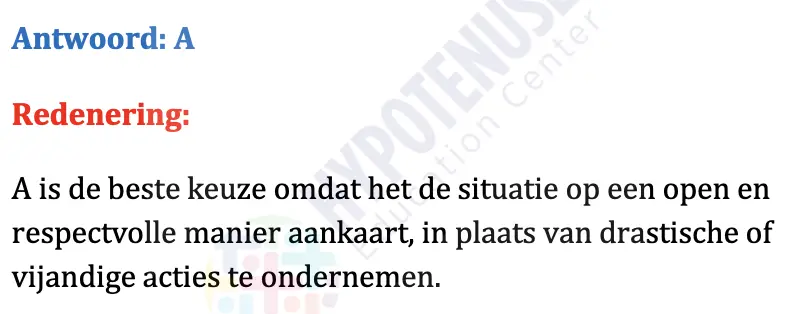 Antwoord: A
Redenering:
A is de beste keuze omdat het de situatie op een open en
respectvolle manier aankaart, in plaats van drastische of
vijandige acties te ondernemen.
HYPOTENUSE
Education Center